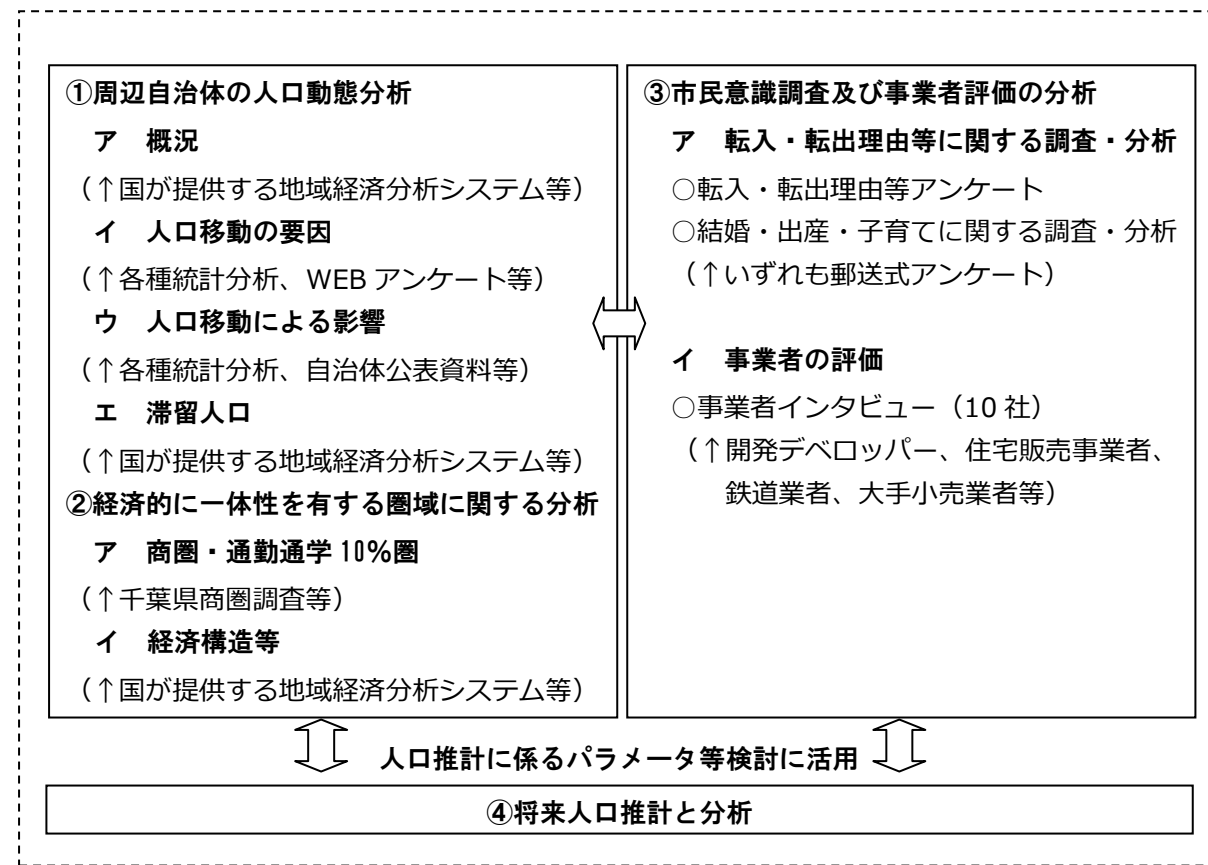 ①周辺自治体の人口動態分析
ア 概況
（↑国が提供する地域経済分析システム等）
イ 人口移動の要因
（↑各種統計分析、WEB アンケート等）
ウ 人口移動による影響
（↑各種統計分析、自治体公表資料等）
エ 滞留人口
（↑国が提供する地域経済分析システム等）
②経済的に一体性を有する圏域に関する分析
ア 商圏・通勤通学 10％圏
（↑千葉県商圏調査等）
イ 経済構造等
（↑国が提供する地域経済分析システム等）
③市民意識調査及び事業者評価の分析
ア 転入・転出理由等に関する調査・分析
○転入・転出理由等アンケート
○結婚・出産・子育てに関する調査・分析
（↑いずれも郵送式アンケート）
イ 事業者の評価
○事業者インタビュー（10 社）
（↑開発デベロッパー、住宅販売事業者、
鉄道業者、大手小売業者等）
人口推計に係るパラメータ等検討に活用
④将来人口推計と分析